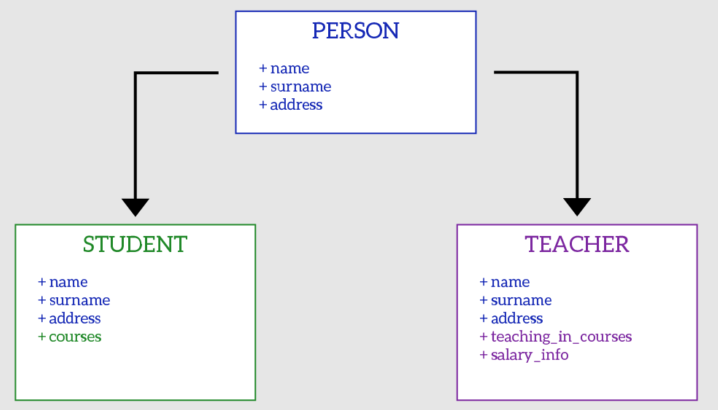 PERSON
+ name
+ surname
+ address
STUDENT
+ name
+ surname
+ address
+ courses
TEACHER
+ name
+ surname
+ address
+ teaching_in_courses
+ salary_info